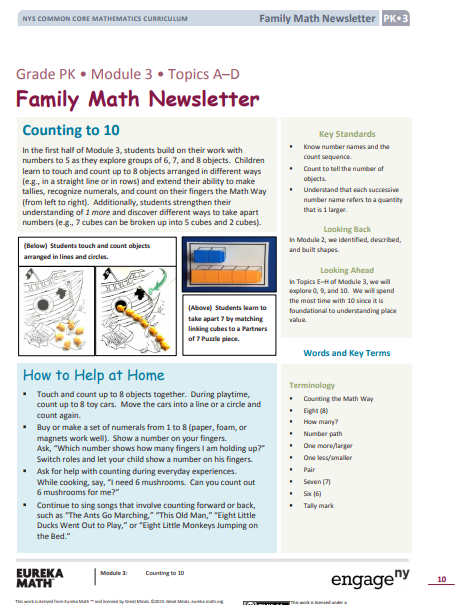 NYS COMMON CORE MATHEMATICS CURRICULUM
Family Math Newsletter
PK•3
Grade PK • Module 3 • Topics A–D
Family Math Newsletter
Counting to 10
In the first half of Module 3, students build on their work with
numbers to 5 as they explore groups of 6, 7, and 8 objects. Children
learn to touch and count up to 8 objects arranged in different ways
(e.g., in a straight line or in rows) and extend their ability to make
tallies, recognize numerals, and count on their fingers the Math Way
(from left to right). Additionally, students strengthen their
understanding of 1 more and discover different ways to take apart
numbers (e.g., 7 cubes can be broken up into 5 cubes and 2 cubes).
(Below) Students touch and count objects
arranged in lines and circles.
(Above) Students learn to
take apart 7 by matching
linking cubes to a Partners
of 7 Puzzle piece.
How to Help at Home
▪ Touch and count up to 8 objects together. During playtime,
count up to 8 toy cars. Move the cars into a line or a circle and
count again.
▪ Buy or make a set of numerals from 1 to 8 (paper, foam, or
magnets work well). Show a number on your fingers.
Ask, “Which number shows how many fingers I am holding up?”
Switch roles and let your child show a number on his fingers.
▪ Ask for help with counting during everyday experiences.
While cooking, say, “I need 6 mushrooms. Can you count out
6 mushrooms for me?”
▪ Continue to sing songs that involve counting forward or back,
such as “The Ants Go Marching,” “This Old Man,” “Eight Little
Ducks Went Out to Play,” or “Eight Little Monkeys Jumping on
the Bed.”
Key Standards
▪ Know number names and the
count sequence.
▪ Count to tell the number of
objects.
▪ Understand that each successive
number name refers to a quantity
that is 1 larger.
Looking Back
In Module 2, we identified, described,
and built shapes.
Looking Ahead
In Topics E–H of Module 3, we will
explore 0, 9, and 10. We will spend
the most time with 10 since it is
foundational to understanding place
value.
Words and Key Terms
Terminology
▪ Counting the Math Way
▪ Eight (8)
▪ How many?
▪ Number path
▪ One more/larger
▪ One less/smaller
▪ Pair
▪ Seven (7)
▪ Six (6)
▪ Tally mark
EUREKA
MATH™
Module 3: Counting to 10
engageny
10
This work is derived from Eureka Math ™ and licensed by Great Minds. ©2015-Great Minds. eureka math.org
This work is licensed under a